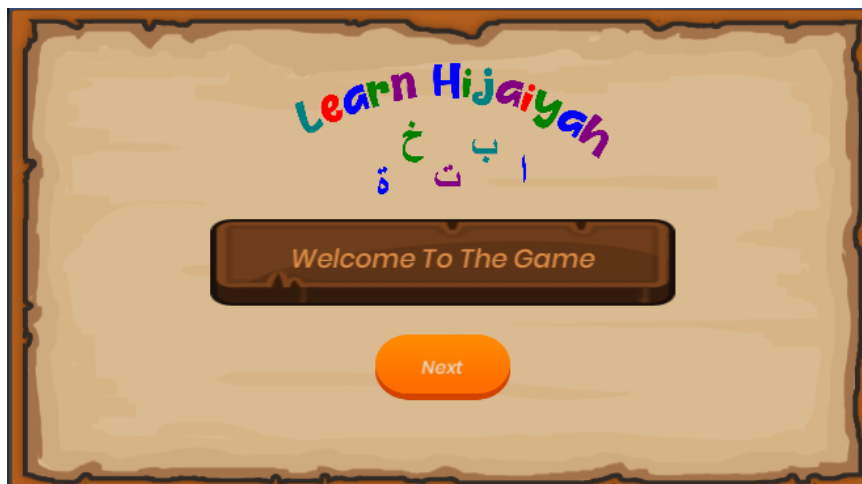 Learn Hijaiyah
ا ب ت خ ة
Welcome To The Game
Next